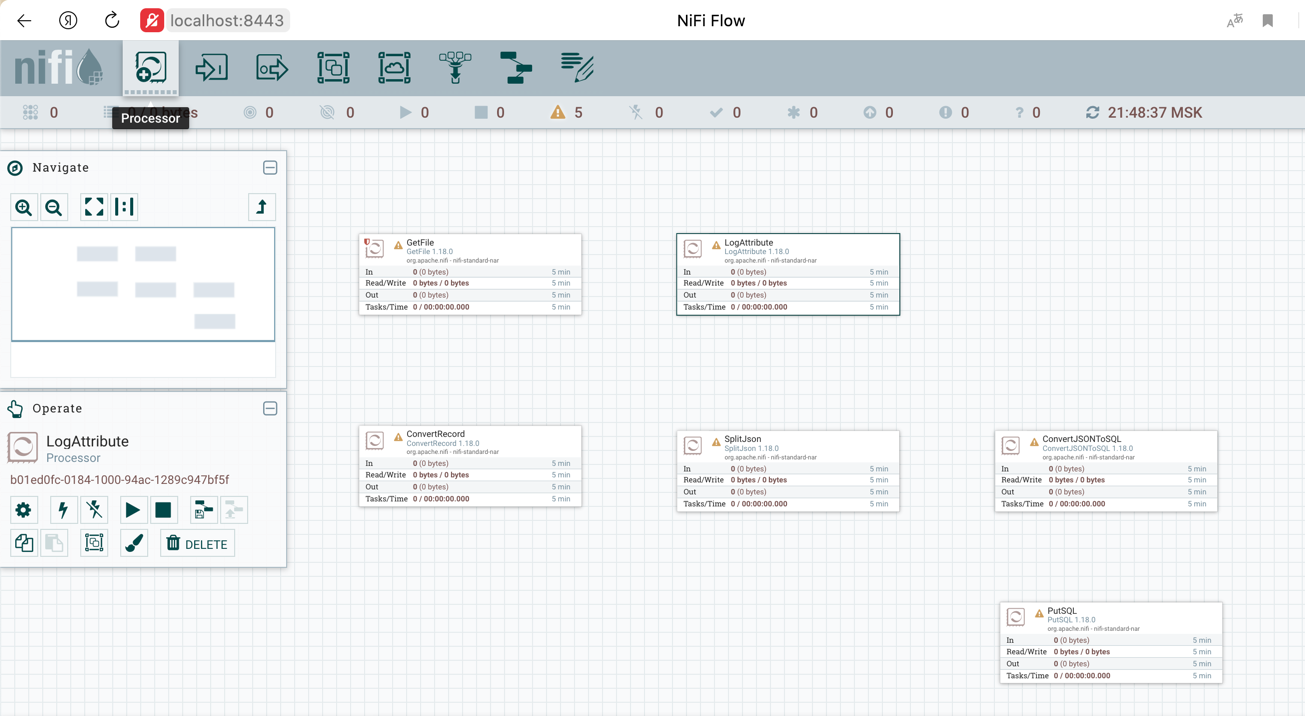 localhost:8443
NiFi Flow
nifi
0 0 / 0 bytes 0 0 0 0 5 0 0 0 0 0 ? 0 21:48:37 MSK
Processor
Navigate
GetFile
GetFile 1.18.0
org.apache.nifi - nifi-standard-nar
In 0 (0 bytes) 5 min
Read/Write 0 bytes / 0 bytes 5 min
Out 0 (0 bytes) 5 min
Tasks/Time 0 / 00:00:00.000 5 min
LogAttribute
LogAttribute 1.18.0
org.apache.nifi - nifi-standard-nar
In 0 (0 bytes) 5 min
Read/Write 0 bytes / 0 bytes 5 min
Out 0 (0 bytes) 5 min
Tasks/Time 0 / 00:00:00.000 5 min
Operate
LogAttribute
Processor
b01ed0fc-0184-1000-94ac-1289c947bf5f
DELETE
ConvertRecord
ConvertRecord 1.18.0
org.apache.nifi - nifi-standard-nar
In 0 (0 bytes) 5 min
Read/Write 0 bytes / 0 bytes 5 min
Out 0 (0 bytes) 5 min
Tasks/Time 0 / 00:00:00.000 5 min
SplitJson
SplitJson 1.18.0
org.apache.nifi - nifi-standard-nar
In 0 (0 bytes) 5 min
Read/Write 0 bytes / 0 bytes 5 min
Out 0 (0 bytes) 5 min
Tasks/Time 0 / 00:00:00.000 5 min
ConvertJSONToSQL
ConvertJSONToSQL 1.18.0
org.apache.nifi - nifi-standard-nar
In 0 (0 bytes) 5 min
Read/Write 0 bytes / 0 bytes 5 min
Out 0 (0 bytes) 5 min
Tasks/Time 0 / 00:00:00.000 5 min
PutSQL
PutSQL 1.18.0
org.apache.nifi - nifi-standard-nar
In 0 (0 bytes) 5 min
Read/Write 0 bytes / 0 bytes 5 min
Out 0 (0 bytes) 5 min
Tasks/Time 0 / 00:00:00.000 5 min